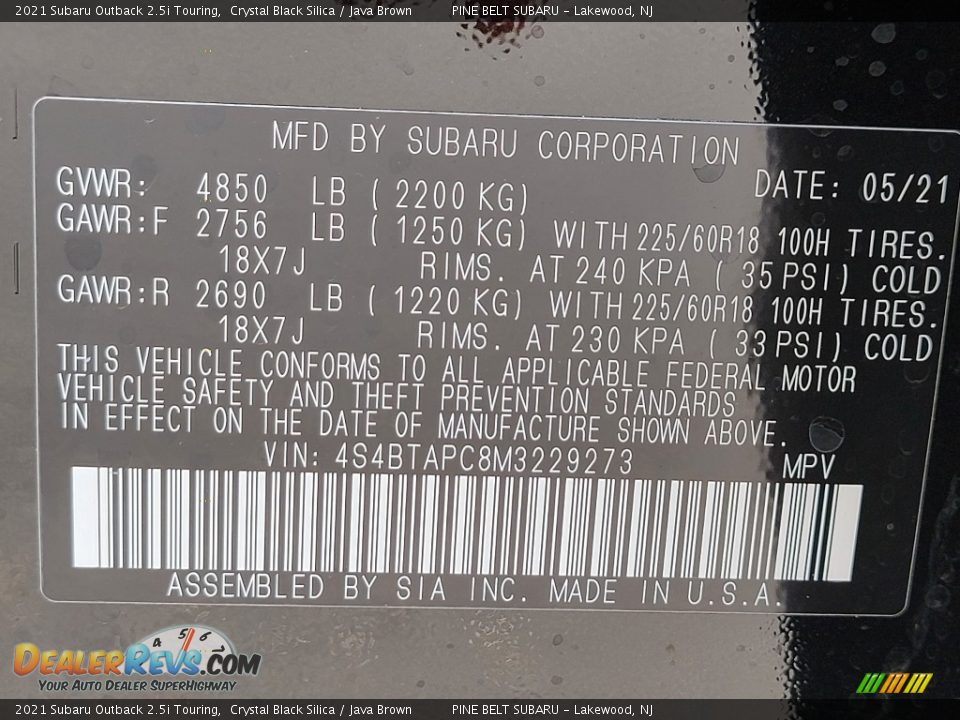 2021 Subaru Outback 2.5i Touring, Crystal Black Silica / Java Brown PINE BELT SUBARU - Lakewood, NJ
MFD BY SUBARU CORPORATION
GVWR: 4850 LB ( 2200 KG) DATE: 05/21
GAWR:F 2756 LB ( 1250 KG) WITH 225/60R18 100H TIRES.
18X7J RIMS. AT 240 KPA ( 35 PSI) COLD
GAWR:R 2690 LB ( 1220 KG) WITH 225/60R18 100H TIRES.
18X7J RIMS. AT 230 KPA ( 33 PSI) COLD
THIS VEHICLE CONFORMS TO ALL APPLICABLE FEDERAL MOTOR
VEHICLE SAFETY AND THEFT PREVENTION STANDARDS
IN EFFECT ON THE DATE OF MANUFACTURE SHOWN ABOVE.
VIN: 4S4BTAPC8M3229273 MPV
ASSEMBLED BY SIA INC. MADE IN U.S.A.
4 5 6 7
DEALERREVS.COM
YOUR AUTO DEALER SUPERHIGHWAY
2021 Subaru Outback 2.5i Touring, Crystal Black Silica / Java Brown PINE BELT SUBARU - Lakewood, NJ